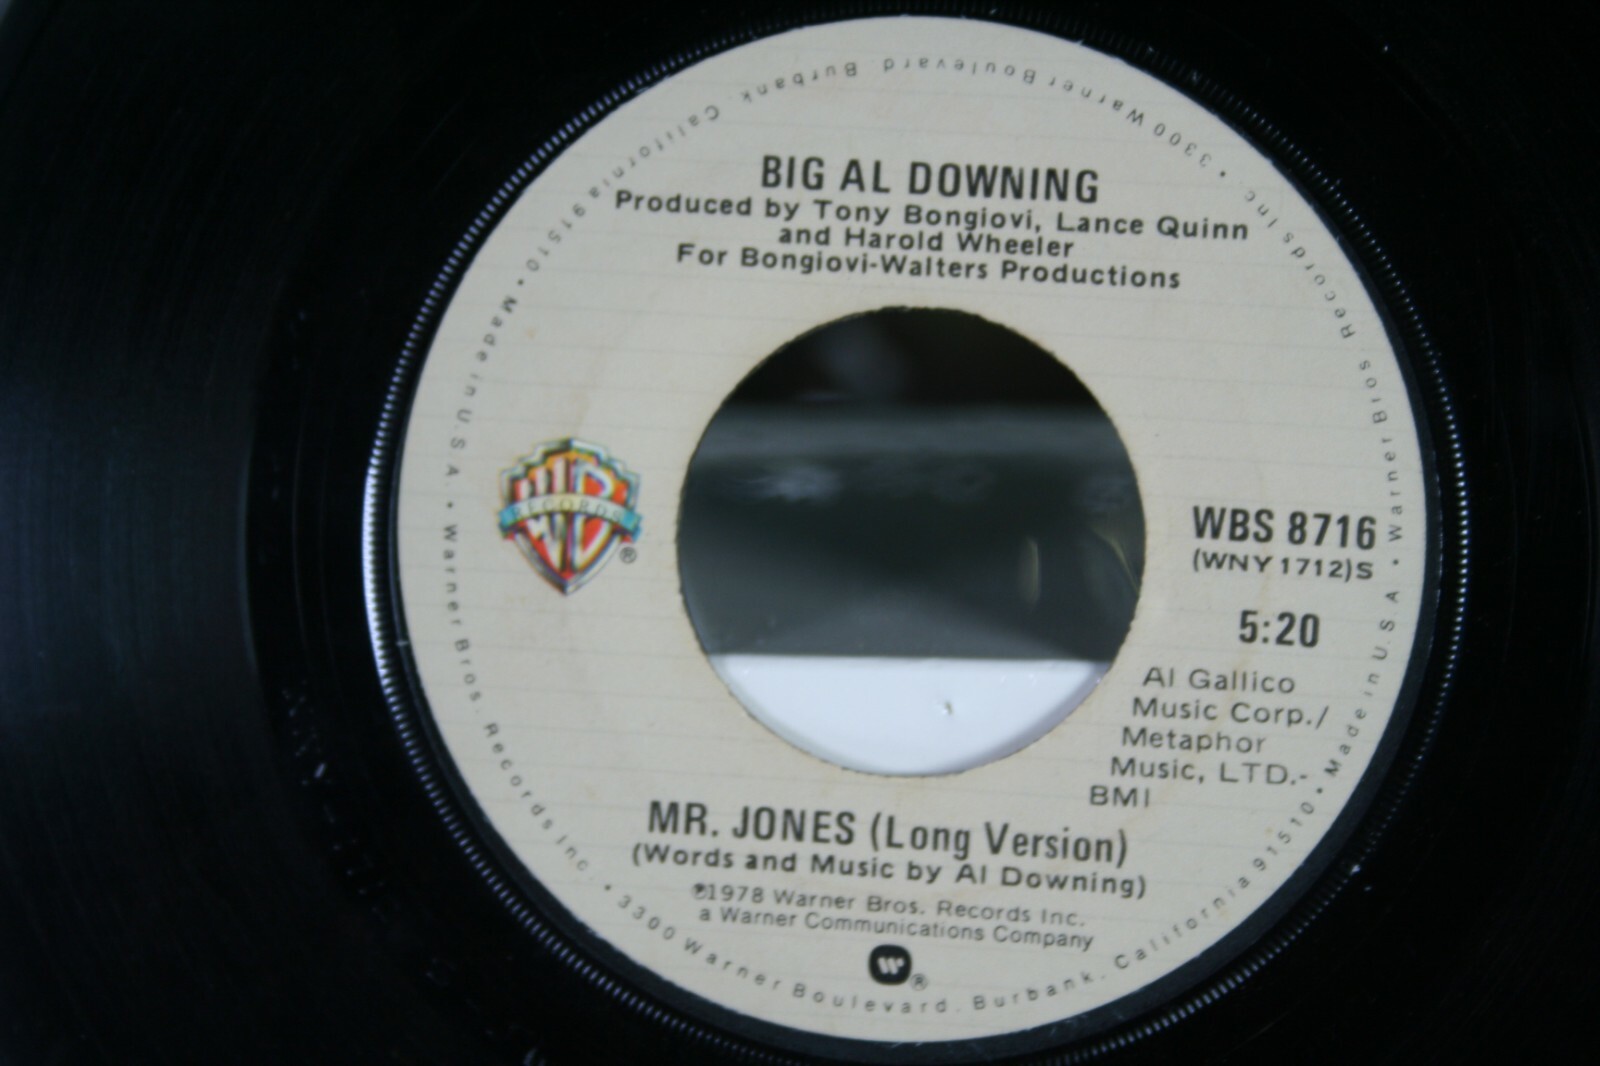 BIG AL DOWNING
Produced by Tony Bongiovi, Lance Quinn
and Harold Wheeler
For Bongiovi-Walters Productions
RECORDS
®
WBS 8716
(WNY 1712)S
5:20
Al Gallico
Music Corp./
Metaphor
Music, LTD.-
BMI
MR. JONES (Long Version)
(Words and Music by Al Downing)
℗1978 Warner Bros. Records Inc.
a Warner Communications Company
®
Warner Bros. Records Inc. • 3300 Warner Boulevard. Burbank. California 91510 • Made in U.S.A. •
Warner Bros. Records Inc. • 3300 Warner Boulevard. Burbank. California 91510 • Made in U.S.A. •